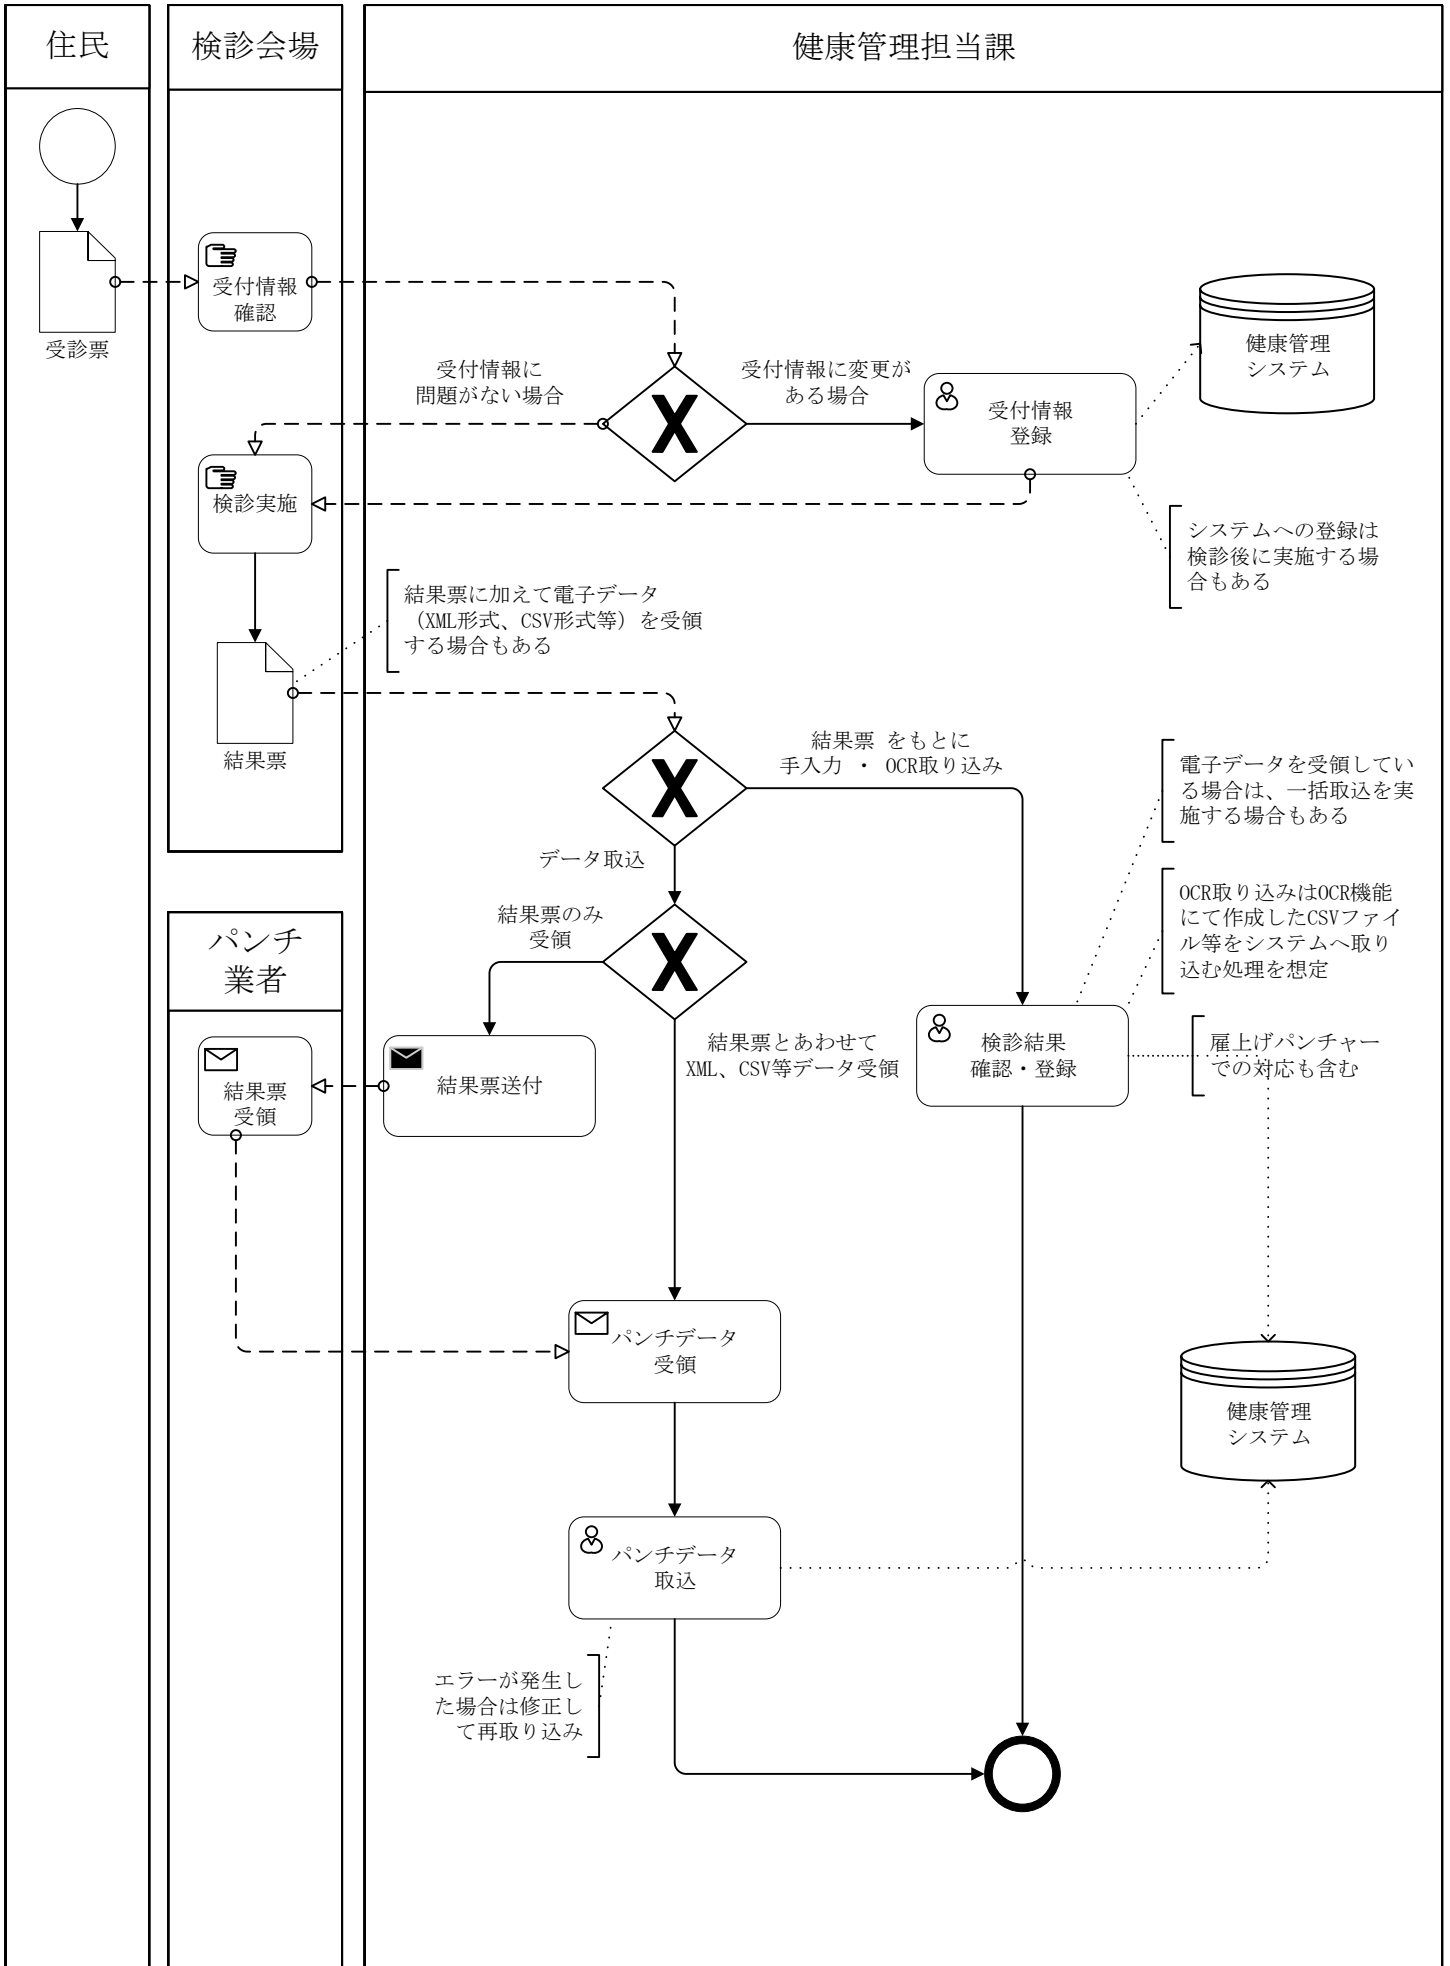 住民
検診会場
健康管理担当課
受付情報
確認
受診票
受付情報に
問題がない場合
受付情報に変更が
ある場合
受付情報
登録
健康管理
システム
検診実施
システムへの登録は
検診後に実施する場
合もある
結果票に加えて電子データ
（XML形式、CSV形式等）を受領
する場合もある
結果票
結果票 をもとに
手入力 ・ OCR取り込み
電子データを受領してい
る場合は、一括取込を実
施する場合もある
データ取込
OCR取り込みはOCR機能
にて作成したCSVファイ
ル等をシステムへ取り
込む処理を想定
結果票のみ
受領
パンチ
業者
結果票
受領
結果票送付
結果票とあわせて
XML、CSV等データ受領
検診結果
確認・登録
雇上げパンチャー
での対応も含む
パンチデータ
受領
健康管理
システム
パンチデータ
取込
エラーが発生し
た場合は修正し
て再取り込み